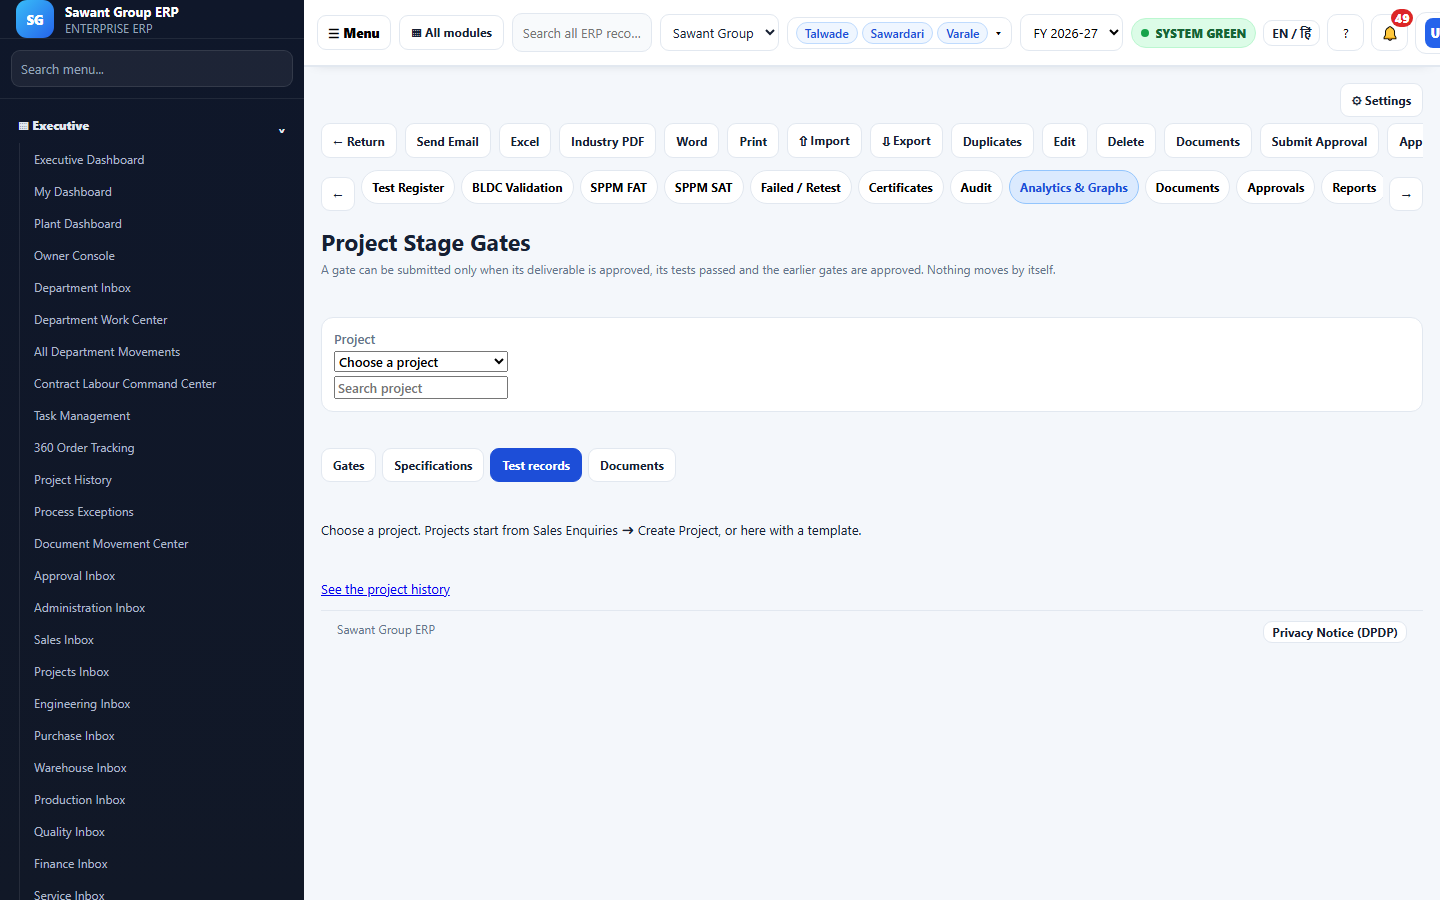 SG
Sawant Group ERP
ENTERPRISE ERP
Search menu...
Executive
Executive Dashboard
My Dashboard
Plant Dashboard
Owner Console
Department Inbox
Department Work Center
All Department Movements
Contract Labour Command Center
Task Management
360 Order Tracking
Project History
Process Exceptions
Document Movement Center
Approval Inbox
Administration Inbox
Sales Inbox
Projects Inbox
Engineering Inbox
Purchase Inbox
Warehouse Inbox
Production Inbox
Quality Inbox
Finance Inbox
Service Inbox
☰ Menu
All modules
Search all ERP reco...
Sawant Group
Talwade Sawardari Varale
FY 2026-27
SYSTEM GREEN
EN / हिं
?
49
U
⚙ Settings
← Return Send Email Excel Industry PDF Word Print ⇧ Import ⇩ Export Duplicates Edit Delete Documents Submit Approval App
← Test Register BLDC Validation SPPM FAT SPPM SAT Failed / Retest Certificates Audit Analytics & Graphs Documents Approvals Reports →
Project Stage Gates
A gate can be submitted only when its deliverable is approved, its tests passed and the earlier gates are approved. Nothing moves by itself.
Project
Choose a project
Search project
Gates Specifications Test records Documents
Choose a project. Projects start from Sales Enquiries → Create Project, or here with a template.
See the project history
Sawant Group ERP
Privacy Notice (DPDP)